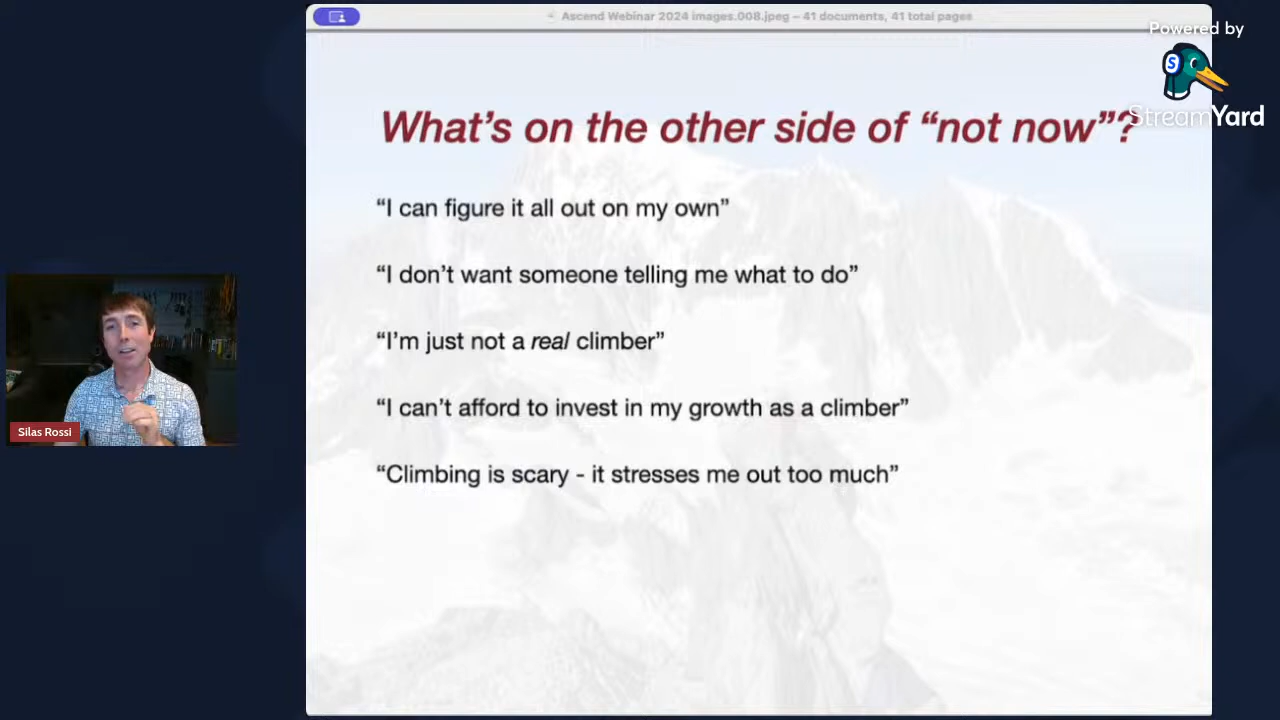 Ascend Webinar 2024 images.008.jpeg – 41 documents, 41 total pages
Powered by
S
StreamYard
What's on the other side of “not now”?
“I can figure it all out on my own”
“I don't want someone telling me what to do”
“I'm just not a real climber”
“I can't afford to invest in my growth as a climber”
“Climbing is scary - it stresses me out too much”
Silas Rossi